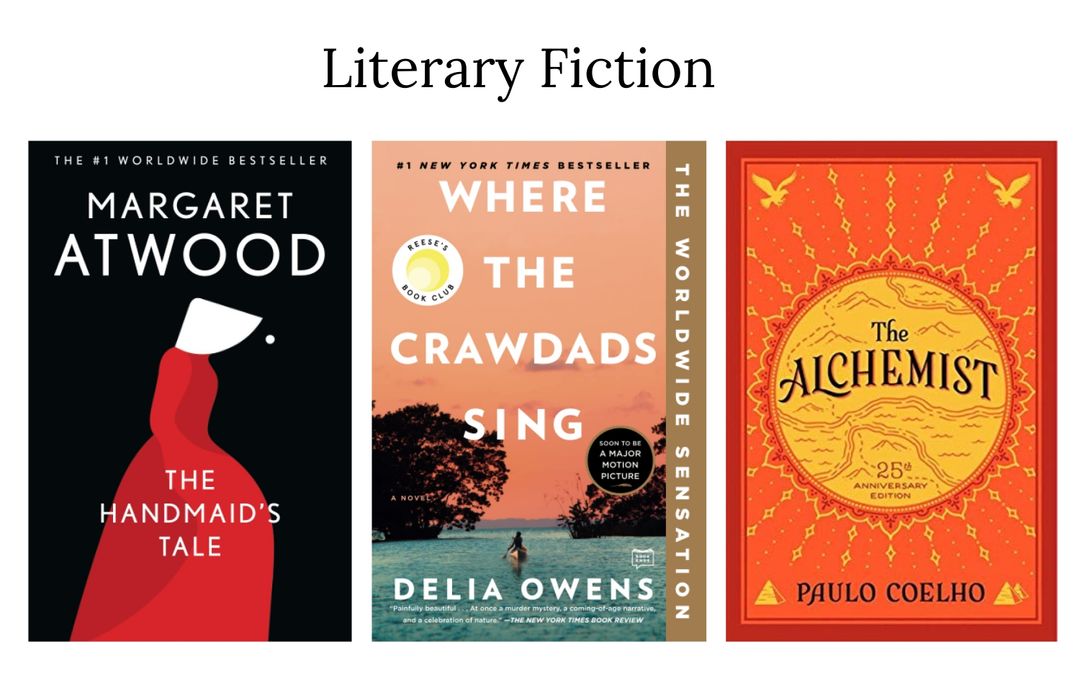 Literary Fiction
THE #1 WORLDWIDE BESTSELLER
MARGARET
ATWOOD
THE
HANDMAID'S
TALE
#1 NEW YORK TIMES BESTSELLER
WHERE
THE
CRAWDADS
SING
REESE'S
BOOK CLUB
SOON TO BE
A MAJOR
MOTION
PICTURE
A NOVEL
DELIA OWENS
"Painfully beautiful . . . At once a murder mystery, a coming-of-age narrative,
and a celebration of nature." —THE NEW YORK TIMES BOOK REVIEW
THE WORLDWIDE SENSATION
The
ALCHEMIST
25th
ANNIVERSARY
EDITION
PAULO COELHO